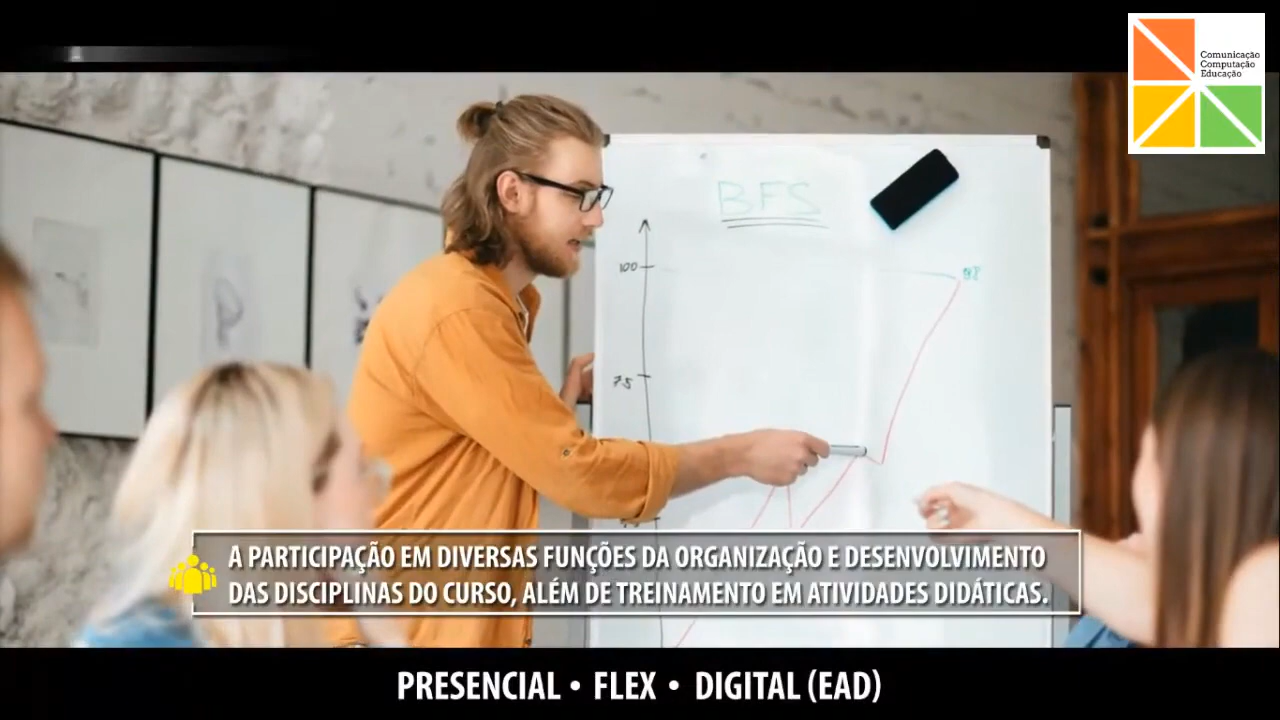 Comunicação
Computação
Educação
BFS
100
98
75
A PARTICIPAÇÃO EM DIVERSAS FUNÇÕES DA ORGANIZAÇÃO E DESENVOLVIMENTO
DAS DISCIPLINAS DO CURSO, ALÉM DE TREINAMENTO EM ATIVIDADES DIDÁTICAS.
PRESENCIAL • FLEX • DIGITAL (EAD)